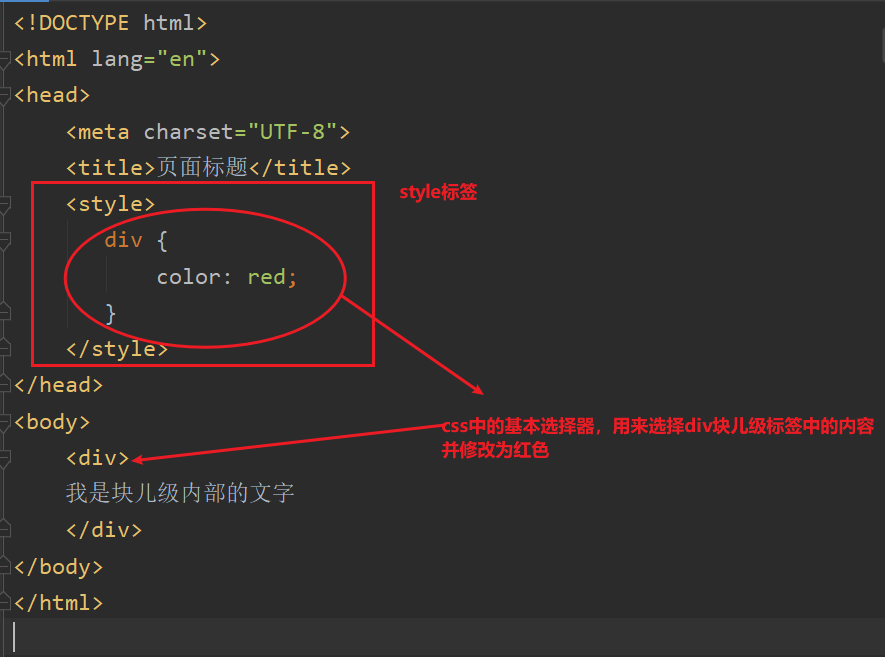 <!DOCTYPE html>
<html lang="en">
<head>
<meta charset="UTF-8">
<title>页面标题</title>
<style>
style标签
div {
color: red;
}
</style>
</head>
<body>
css中的基本选择器，用来选择div块儿级标签中的内容
并修改为红色
<div>
我是块儿级内部的文字
</div>
</body>
</html>